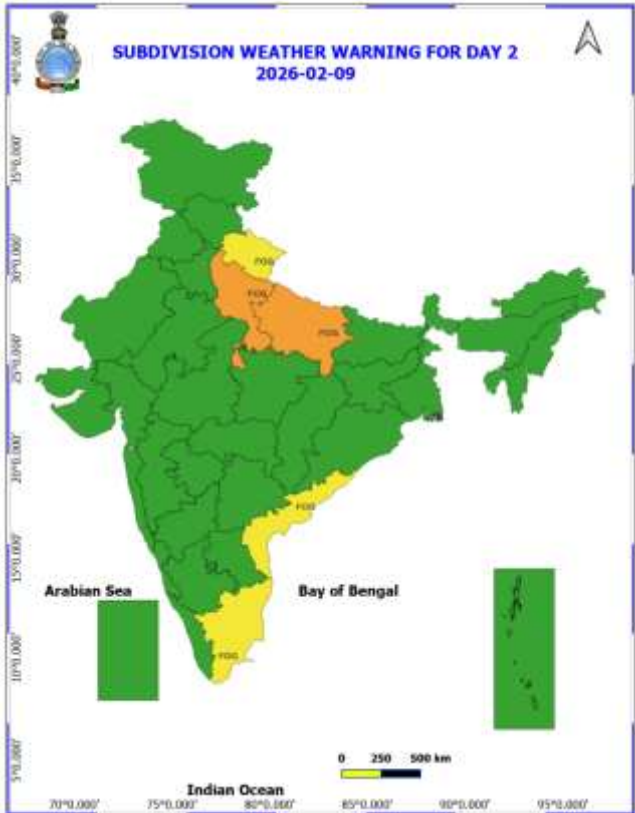 SUBDIVISION WEATHER WARNING FOR DAY 2
2026-02-09
40°0.000'
35°0.000'
30°0.000'
25°0.000'
20°0.000'
15°0.000'
10°0.000'
5°0.000'
FOG
FOG
FOG
FOG
FOG
Arabian Sea
Bay of Bengal
0 250 500 km
Indian Ocean
70°0.000' 75°0.000' 80°0.000' 85°0.000' 90°0.000' 95°0.000'